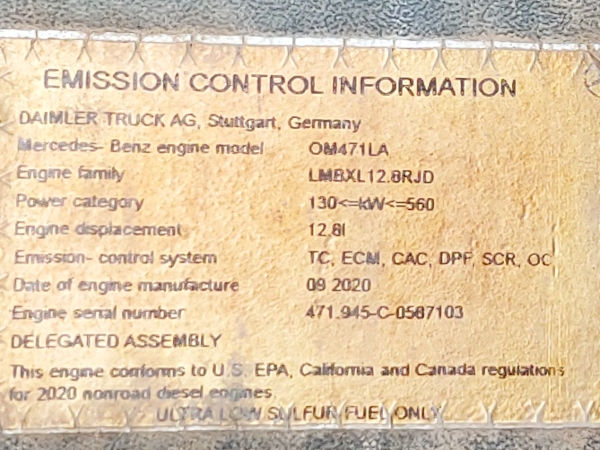 EMISSION CONTROL INFORMATION
DAIMLER TRUCK AG, Stuttgart, Germany
Mercedes- Benz engine model OM471LA
Engine family LMBXL12.8RJD
Power category 130<=kW<=560
Engine displacement 12.8l
Emission- control system TC, ECM, CAC, DPF, SCR, OC
Date of engine manufacture 09 2020
Engine serial number 471.945-C-0587103
DELEGATED ASSEMBLY
This engine conforms to U.S. EPA, California and Canada regulations
for 2020 nonroad diesel engines
ULTRA LOW SULFUR FUEL ONLY